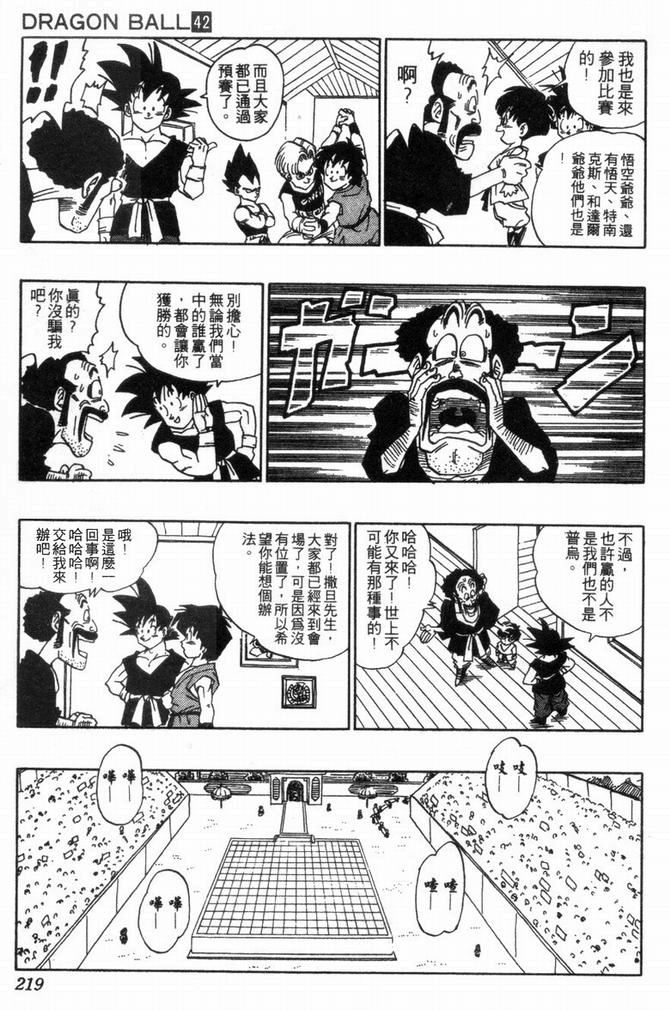 DRAGON BALL 42
我也是來
參加比賽
的！
啊？
悟空爺爺、還
有悟天、特南
克斯、和達爾
爺爺他們也是
！
而且大家
都已通過
預賽了。
!!
ガーーン
別擔心！
無論我們當
中的誰贏了
，都會讓你
獲勝的。
眞的？
你沒騙我
吧？
不過，
也許贏的人不
是我們也不是
普烏。
哈哈哈！
你又來了！世上不
可能有那種事的！
對了！撒旦先生，
大家都已經來到會
場了，可是因爲沒
有位置了，所以希
望你能想個辦
法。
哦！
是這麼一
回事啊！
哈哈哈！
交給我來
辦吧！
吱｜吱｜
嘩｜嘩｜
喳｜喳｜
嘩｜嘩｜
219